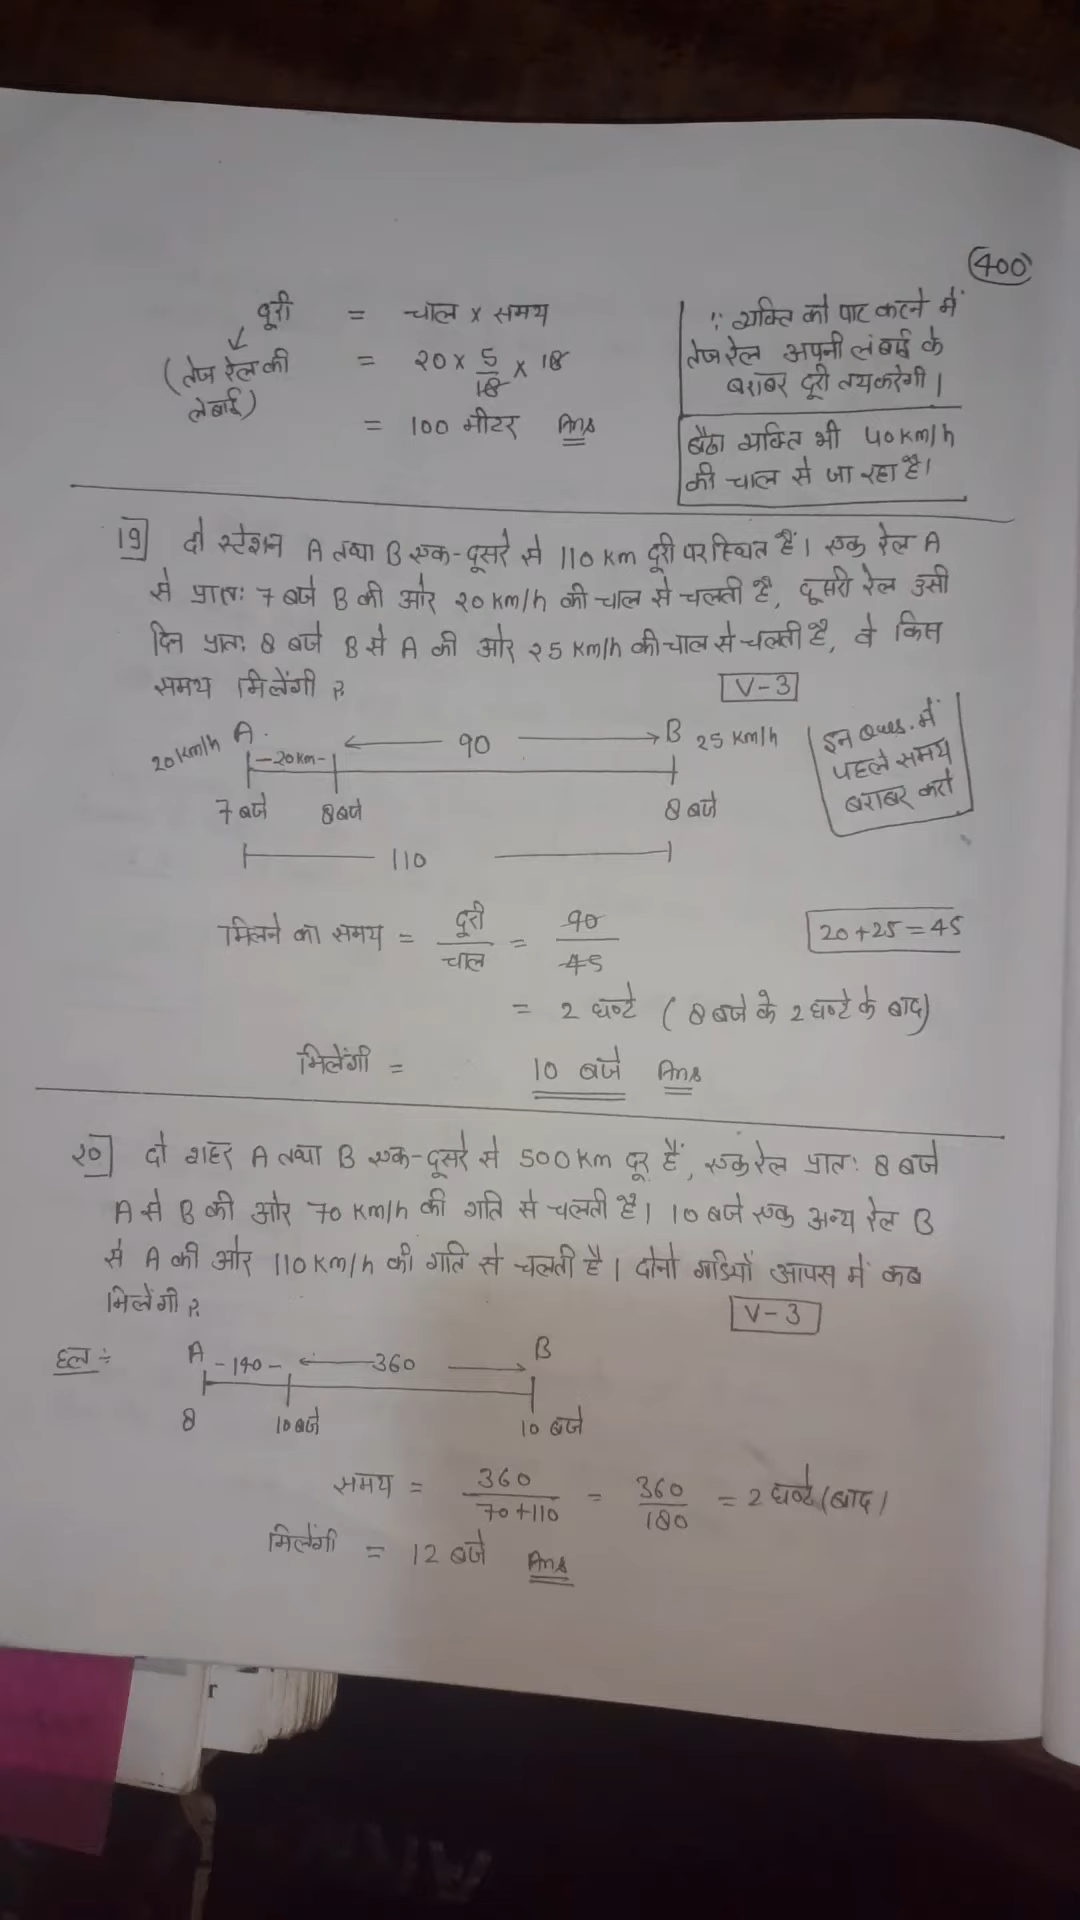 400
दूरी = चाल × समय
(तेज रेल की लंबाई) = 20 × 5/18 × 18
= 100 मीटर Ans
∵ व्यक्ति को पार करने में
तेज रेल अपनी लंबाई के
बराबर दूरी तय करेगी।
बैठा व्यक्ति भी 40 km/h
की चाल से जा रहा है।
19] दो स्टेशन A तथा B एक-दूसरे से 110 km दूरी पर स्थित हैं। एक रेल A
से प्रातः 7 बजे B की ओर 20 km/h की चाल से चलती है, दूसरी रेल उसी
दिन प्रातः 8 बजे B से A की ओर 25 km/h की चाल से चलती है, वे किस
समय मिलेंगी ?
V-3
20 km/h A 90 B 25 km/h
-20 km-
7 बजे 8 बजे 8 बजे
110
इन Ques. में
पहले समय
बराबर करो
मिलने का समय = दूरी/चाल = 90/45
20+25=45
= 2 घण्टे (8 बजे के 2 घण्टे के बाद)
मिलेंगी = 10 बजे Ans
20] दो शहर A तथा B एक-दूसरे से 500 km दूर हैं, एक रेल प्रातः 8 बजे
A से B की ओर 70 km/h की गति से चलती है। 10 बजे एक अन्य रेल B
से A की ओर 110 km/h की गति से चलती है। दोनो गाडियाँ आपस में कब
मिलेंगी ?
V-3
हल ÷ A -140- 360 B
8 10 बजे 10 बजे
समय = 360/70+110 = 360/180 = 2 घण्टे (बाद)
मिलेंगी = 12 बजे Ans
r